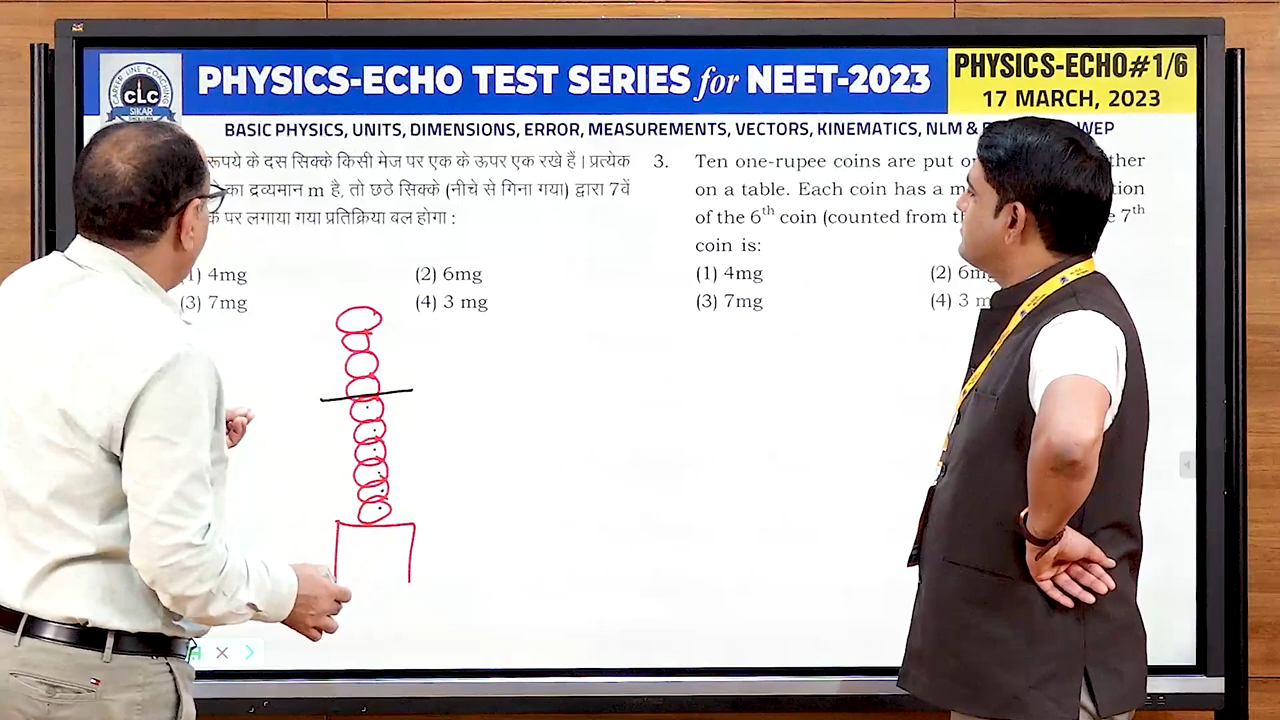 PHYSICS-ECHO TEST SERIES for NEET-2023
PHYSICS-ECHO#1/6
17 MARCH, 2023
CAREER LINE COACHING
CLC
SIKAR
BASIC PHYSICS, UNITS, DIMENSIONS, ERROR, MEASUREMENTS, VECTORS, KINEMATICS, NLM &
रूपये के दस सिक्के किसी मेज पर एक के ऊपर एक रखे हैं। प्रत्येक
का द्रव्यमान m है, तो छठे सिक्के (नीचे से गिना गया) द्वारा 7वें
पर लगाया गया प्रतिक्रिया बल होगा :
(1) 4mg (2) 6mg
(3) 7mg (4) 3 mg
3. Ten one-rupee coins are put
on a table. Each coin has a
of the 6th coin (counted from 7th
coin is:
(1) 4mg (2) 6mg
(3) 7mg (4) 3 m